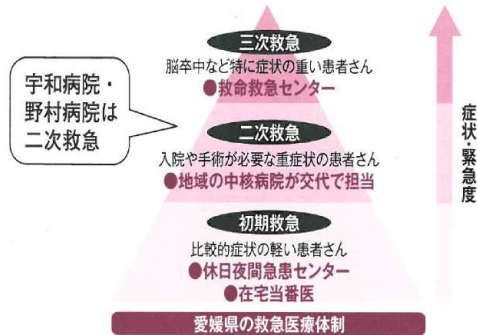 三次救急
脳卒中など特に症状の重い患者さん
●救命救急センター
宇和病院・
野村病院は
二次救急
二次救急
入院や手術が必要な重症状の患者さん
●地域の中核病院が交代で担当
初期救急
比較的症状の軽い患者さん
●休日夜間急患センター
●在宅当番医
症状・緊急度
愛媛県の救急医療体制